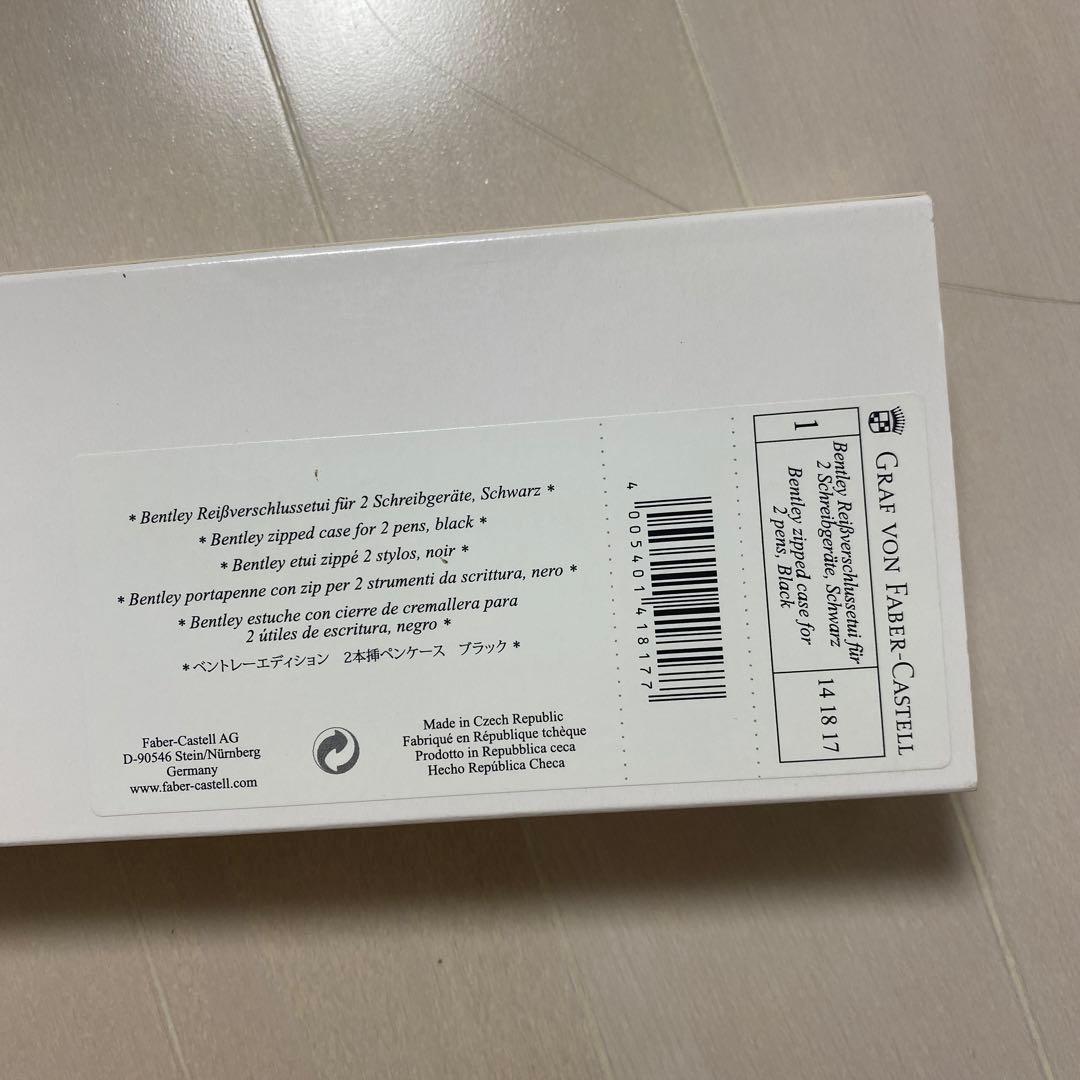 * Bentley Reißverschlussetui für 2 Schreibgeräte, Schwarz *
* Bentley zipped case for 2 pens, black *
* Bentley etui zippé 2 stylos, noir *
* Bentley portapenne con zip per 2 strumenti da scrittura, nero *
* Bentley estuche con cierre de cremallera para
2 útiles de escritura, negro *
*ベントレーエディション 2本挿ペンケース ブラック*
Faber-Castell AG
D-90546 Stein/Nürnberg
Germany
www.faber-castell.com
Made in Czech Republic
Fabriqué en République tchèque
Prodotto in Repubblica ceca
Hecho República Checa
4 005401 418177
GRAF VON FABER-CASTELL
1
Bentley Reißverschlussetui für
2 Schreibgeräte, Schwarz
Bentley zipped case for
2 pens, Black
14 18 17